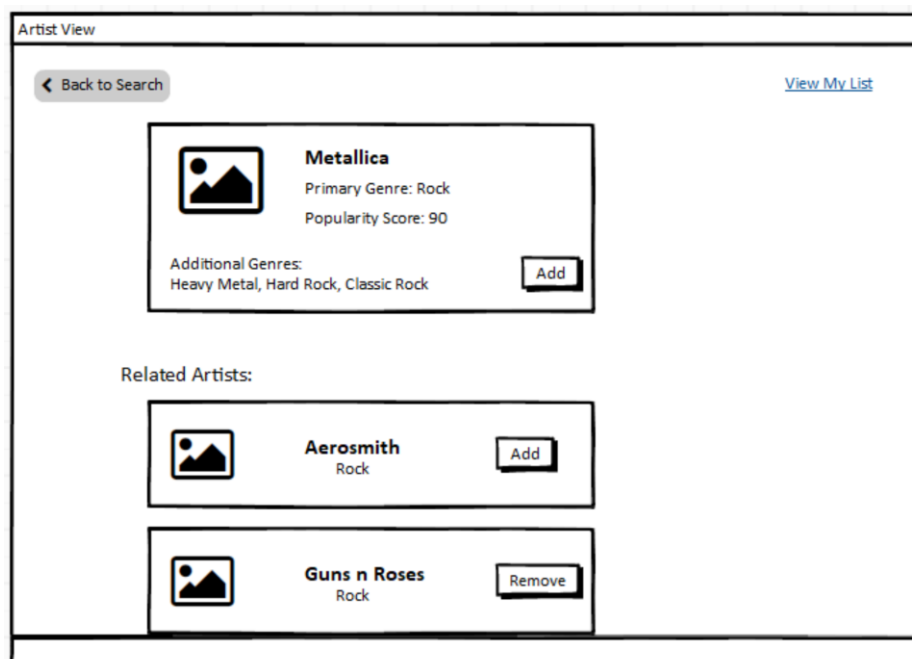 Artist View
Back to Search
View My List
Metallica
Primary Genre: Rock
Popularity Score: 90
Additional Genres:
Heavy Metal, Hard Rock, Classic Rock
Add
Related Artists:
Aerosmith
Rock
Add
Guns n Roses
Rock
Remove